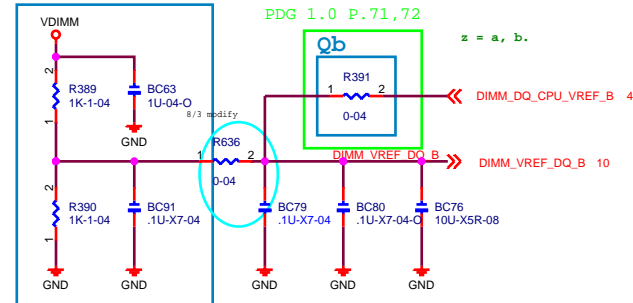 PDG 1.0 P.71,72
VDIMM
Qb
z = a, b.
2
R389
1K-1-04
1
BC63
1U-04-O
GND
R391
1
2
0-04
DIMM_DQ_CPU_VREF_B 4
8/3 modify
R636
1
2
0-04
DIMM_VREF_DQ_B
DIMM_VREF_DQ_B 10
2
R390
1K-1-04
1
BC91
.1U-X7-04
BC79
.1U-X7-04
BC80
.1U-X7-04-O
BC76
10U-X5R-08
GND
GND
GND
GND
GND